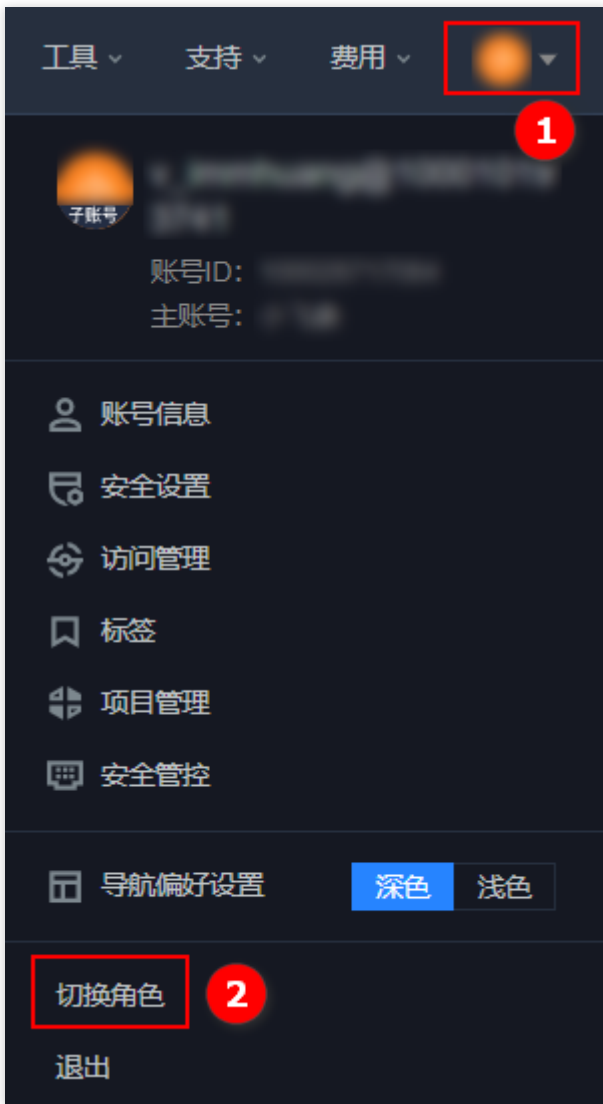 工具 支持 费用
1
子账号
账号ID:
主账号:
账号信息
安全设置
访问管理
标签
项目管理
安全管控
导航偏好设置 深色 浅色
切换角色 2
退出